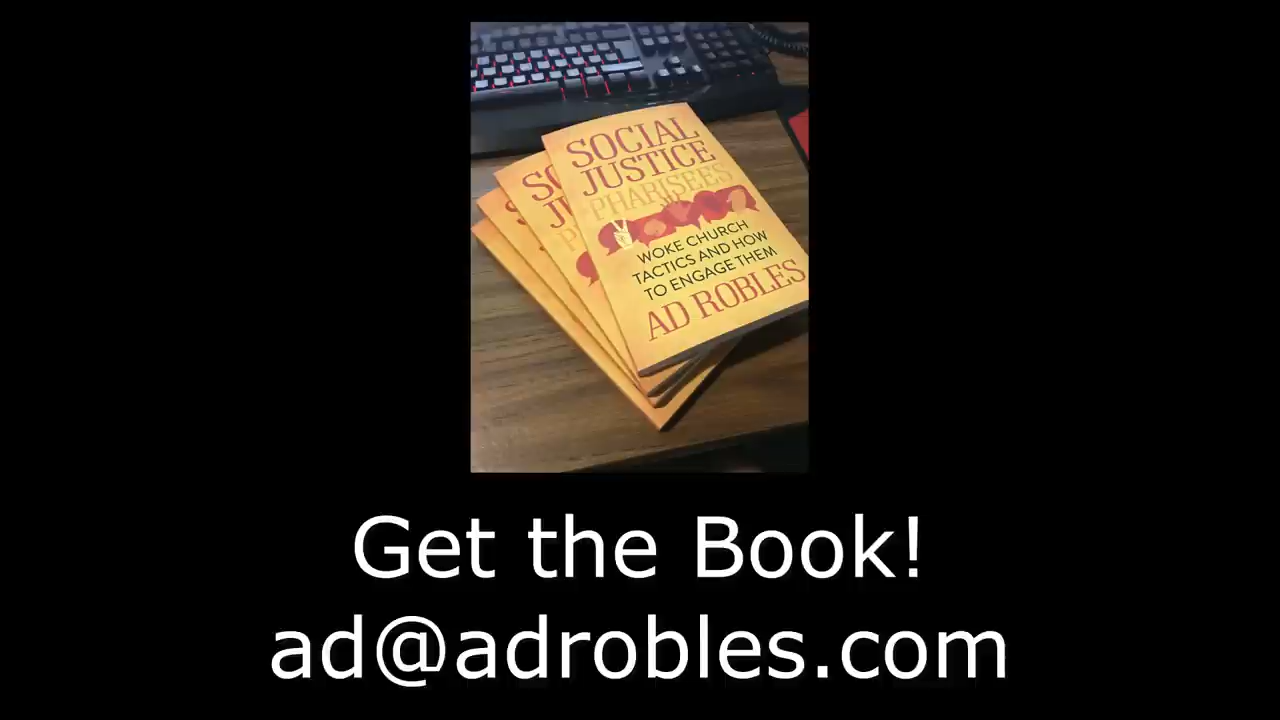 SOCIAL
JUSTICE
PHARISEES
WOKE CHURCH
TACTICS AND HOW
TO ENGAGE THEM
AD ROBLES
Get the Book!
ad@adrobles.com